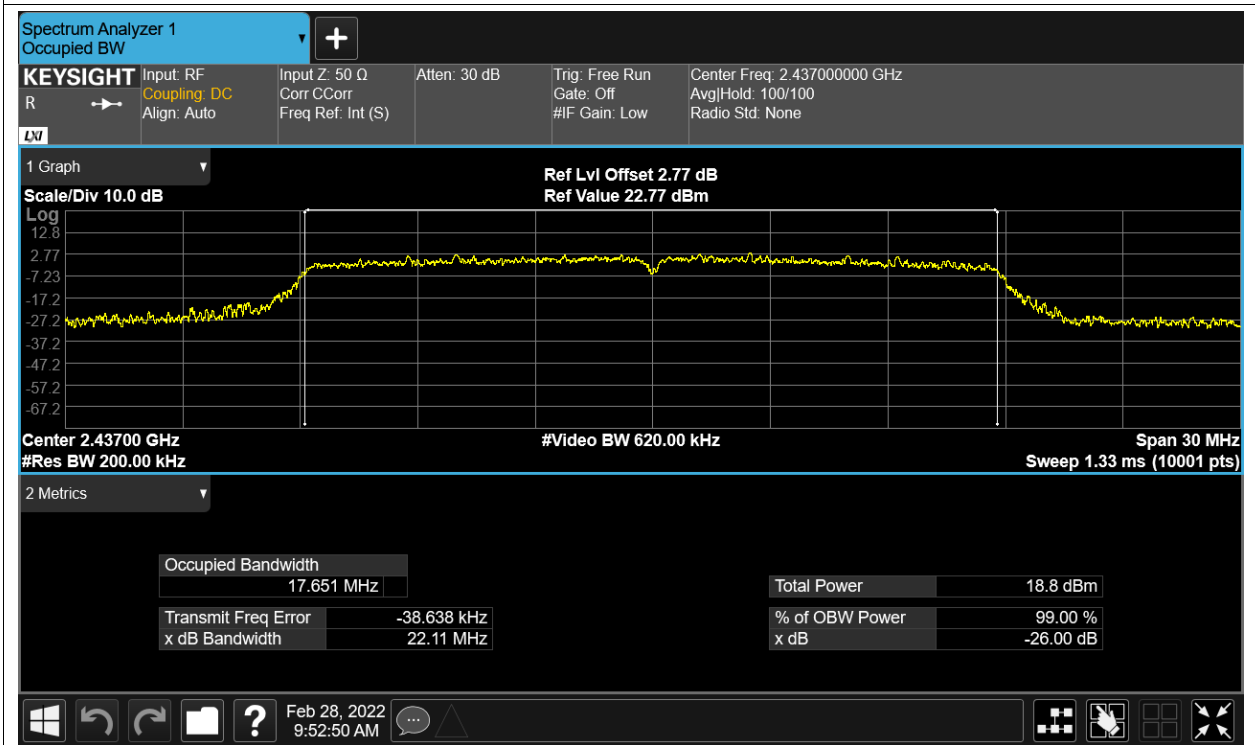 Spectrum Analyzer 1
Occupied BW
KEYSIGHT
R
LXI
Input: RF
Coupling: DC
Align: Auto
Input Z: 50 Ω
Corr CCorr
Freq Ref: Int (S)
Atten: 30 dB
Trig: Free Run
Gate: Off
#IF Gain: Low
Center Freq: 2.437000000 GHz
Avg|Hold: 100/100
Radio Std: None
1 Graph
Scale/Div 10.0 dB
Ref Lvl Offset 2.77 dB
Ref Value 22.77 dBm
Log
12.8
2.77
-7.23
-17.2
-27.2
-37.2
-47.2
-57.2
-67.2
Center 2.43700 GHz
#Video BW 620.00 kHz
Span 30 MHz
#Res BW 200.00 kHz
Sweep 1.33 ms (10001 pts)
2 Metrics
Occupied Bandwidth
17.651 MHz
Total Power 18.8 dBm
Transmit Freq Error -38.638 kHz
% of OBW Power 99.00 %
x dB Bandwidth 22.11 MHz
x dB -26.00 dB
?
Feb 28, 2022
9:52:50 AM